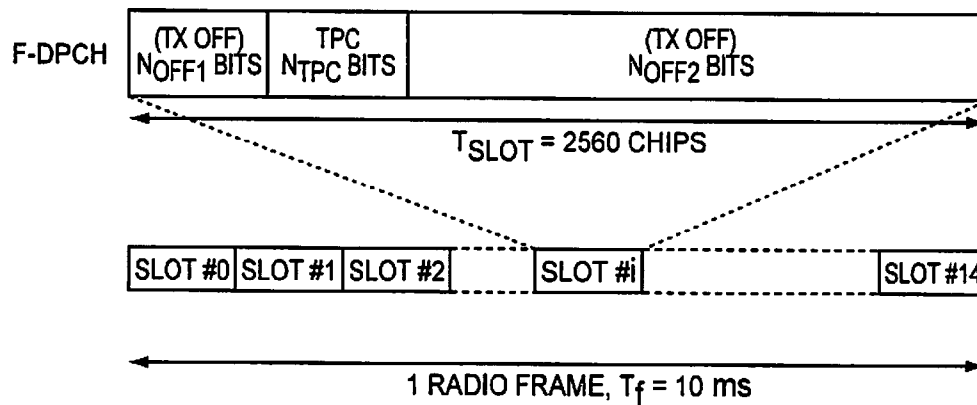 F-DPCH
(TX OFF)
NOFF1 BITS
TPC
NTPC BITS
(TX OFF)
NOFF2 BITS
TSLOT = 2560 CHIPS
SLOT #0 SLOT #1 SLOT #2 SLOT #i SLOT #14
1 RADIO FRAME, Tf = 10 ms